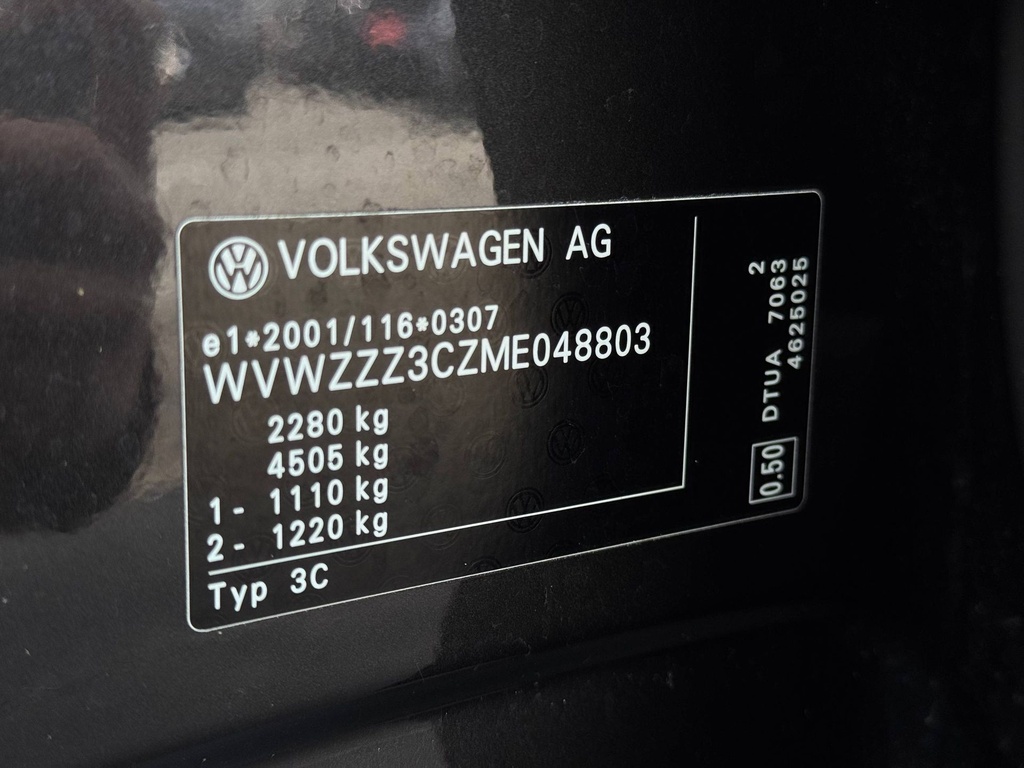 VOLKSWAGEN AG
e1*2001/116*0307
WVWZZZ3CZME048803
2280 kg
4505 kg
1- 1110 kg
2- 1220 kg
Typ 3C
0.50 DTUA 7063 2
4625025